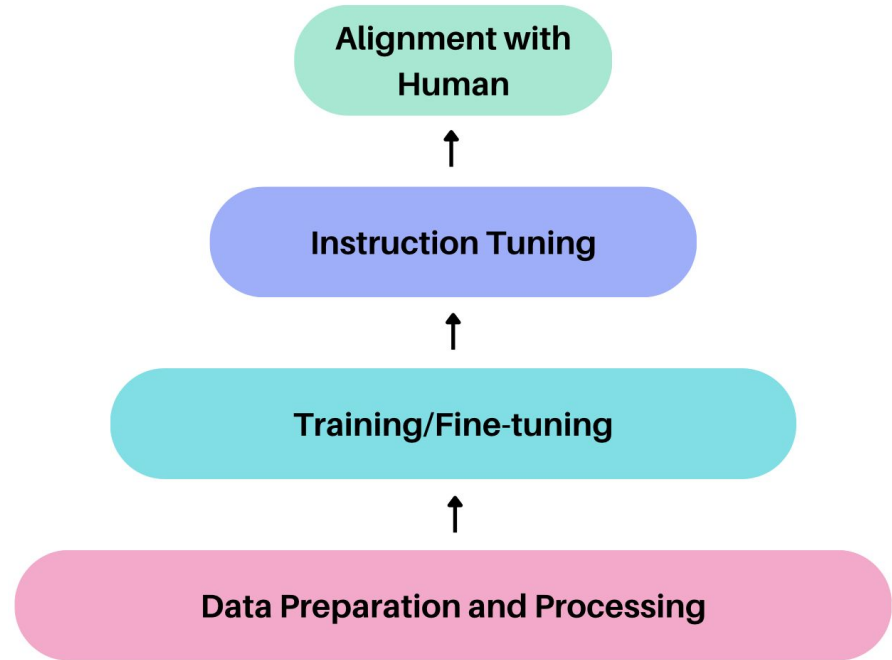 Alignment with
Human
Instruction Tuning
Training/Fine-tuning
Data Preparation and Processing